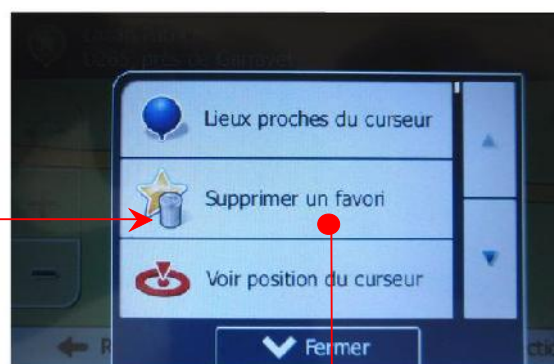 Lieux proches du curseur
Supprimer un favori
Voir position du curseur
Fermer